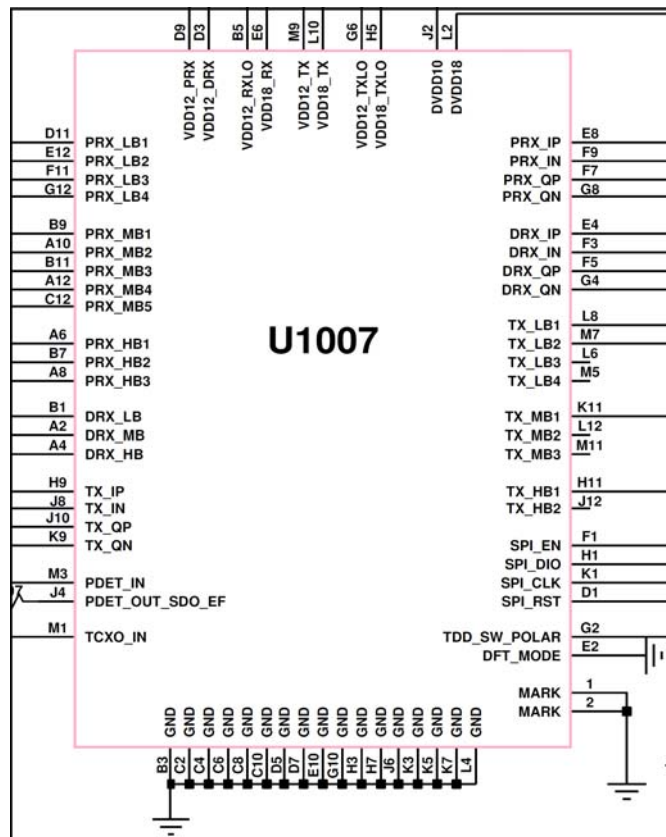 D9 D3 B5 E6 M9 L10 G6 H5 J2 L2
VDD12_PRX VDD12_DRX VDD12_RXLO VDD18_RX VDD12_TX VDD18_TX VDD12_TXLO VDD18_TXLO DVDD10 DVDD18
D11 PRX_LB1 PRX_IP E8
E12 PRX_LB2 PRX_IN F9
F11 PRX_LB3 PRX_QP F7
G12 PRX_LB4 PRX_QN G8
B9 PRX_MB1 DRX_IP E4
A10 PRX_MB2 DRX_IN F3
B11 PRX_MB3 DRX_QP F5
A12 PRX_MB4 DRX_QN G4
C12 PRX_MB5
TX_LB1 L8
A6 PRX_HB1 U1007 TX_LB2 M7
B7 PRX_HB2 TX_LB3 L6
A8 PRX_HB3 TX_LB4 M5
B1 DRX_LB TX_MB1 K11
A2 DRX_MB TX_MB2 L12
A4 DRX_HB TX_MB3 M11
H9 TX_IP TX_HB1 H11
J8 TX_IN TX_HB2 J12
J10 TX_QP
K9 TX_QN SPI_EN F1
SPI_DIO H1
M3 PDET_IN SPI_CLK K1
J4 PDET_OUT_SDO_EF SPI_RST D1
M1 TCXO_IN TDD_SW_POLAR G2
DFT_MODE E2
MARK 1
MARK 2
GND GND GND GND GND GND GND GND GND GND GND GND GND GND GND GND GND
B3 C2 C4 C6 C8 C10 D5 D7 E10 G10 H3 H7 J6 K3 K5 K7 L4